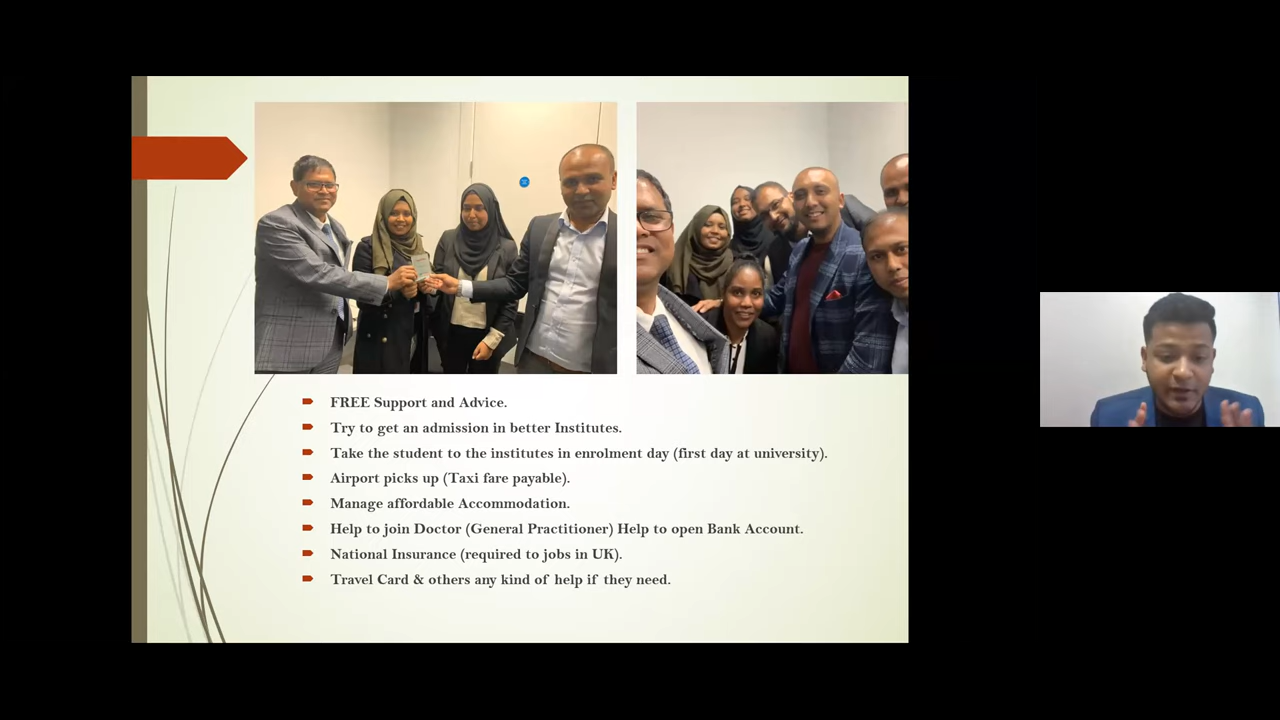 FREE Support and Advice.
Try to get an admission in better Institutes.
Take the student to the institutes in enrolment day (first day at university).
Airport picks up (Taxi fare payable).
Manage affordable Accommodation.
Help to join Doctor (General Practitioner) Help to open Bank Account.
National Insurance (required to jobs in UK).
Travel Card & others any kind of help if they need.